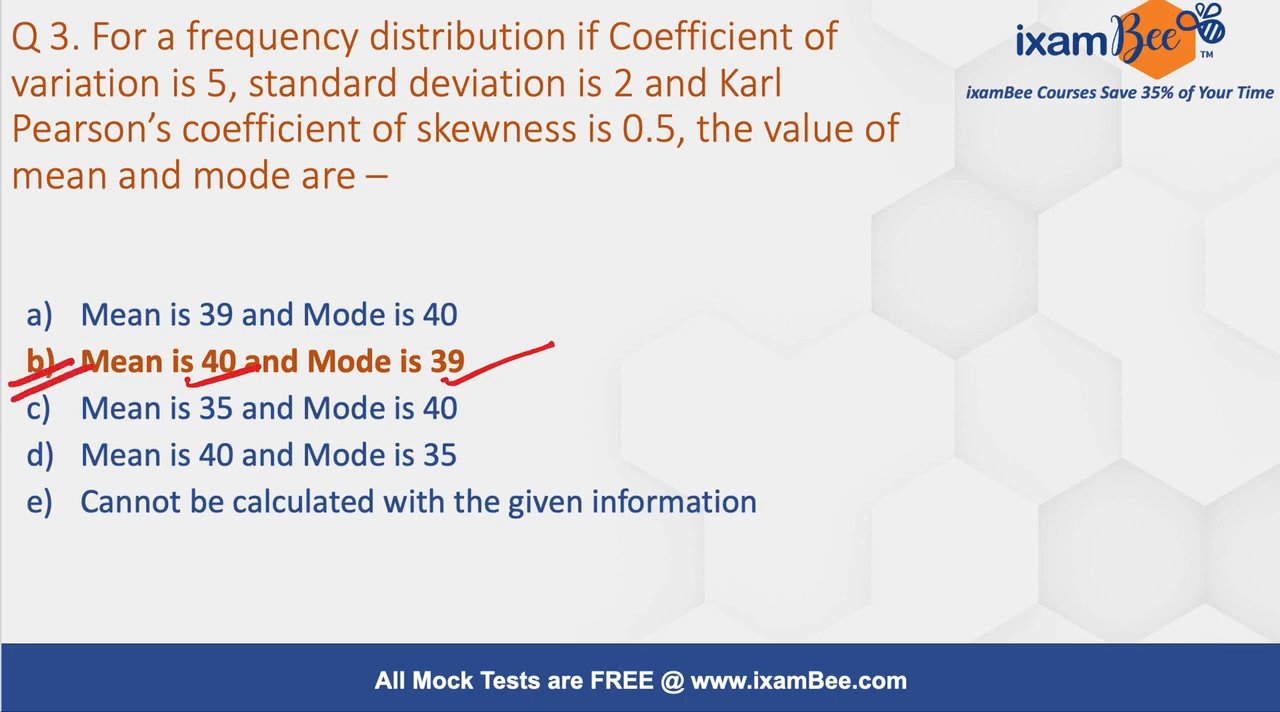 Q 3. For a frequency distribution if Coefficient of
variation is 5, standard deviation is 2 and Karl
Pearson’s coefficient of skewness is 0.5, the value of
mean and mode are –
ixamBee TM
ixamBee Courses Save 35% of Your Time
a) Mean is 39 and Mode is 40
b) Mean is 40 and Mode is 39
c) Mean is 35 and Mode is 40
d) Mean is 40 and Mode is 35
e) Cannot be calculated with the given information
All Mock Tests are FREE @ www.ixamBee.com